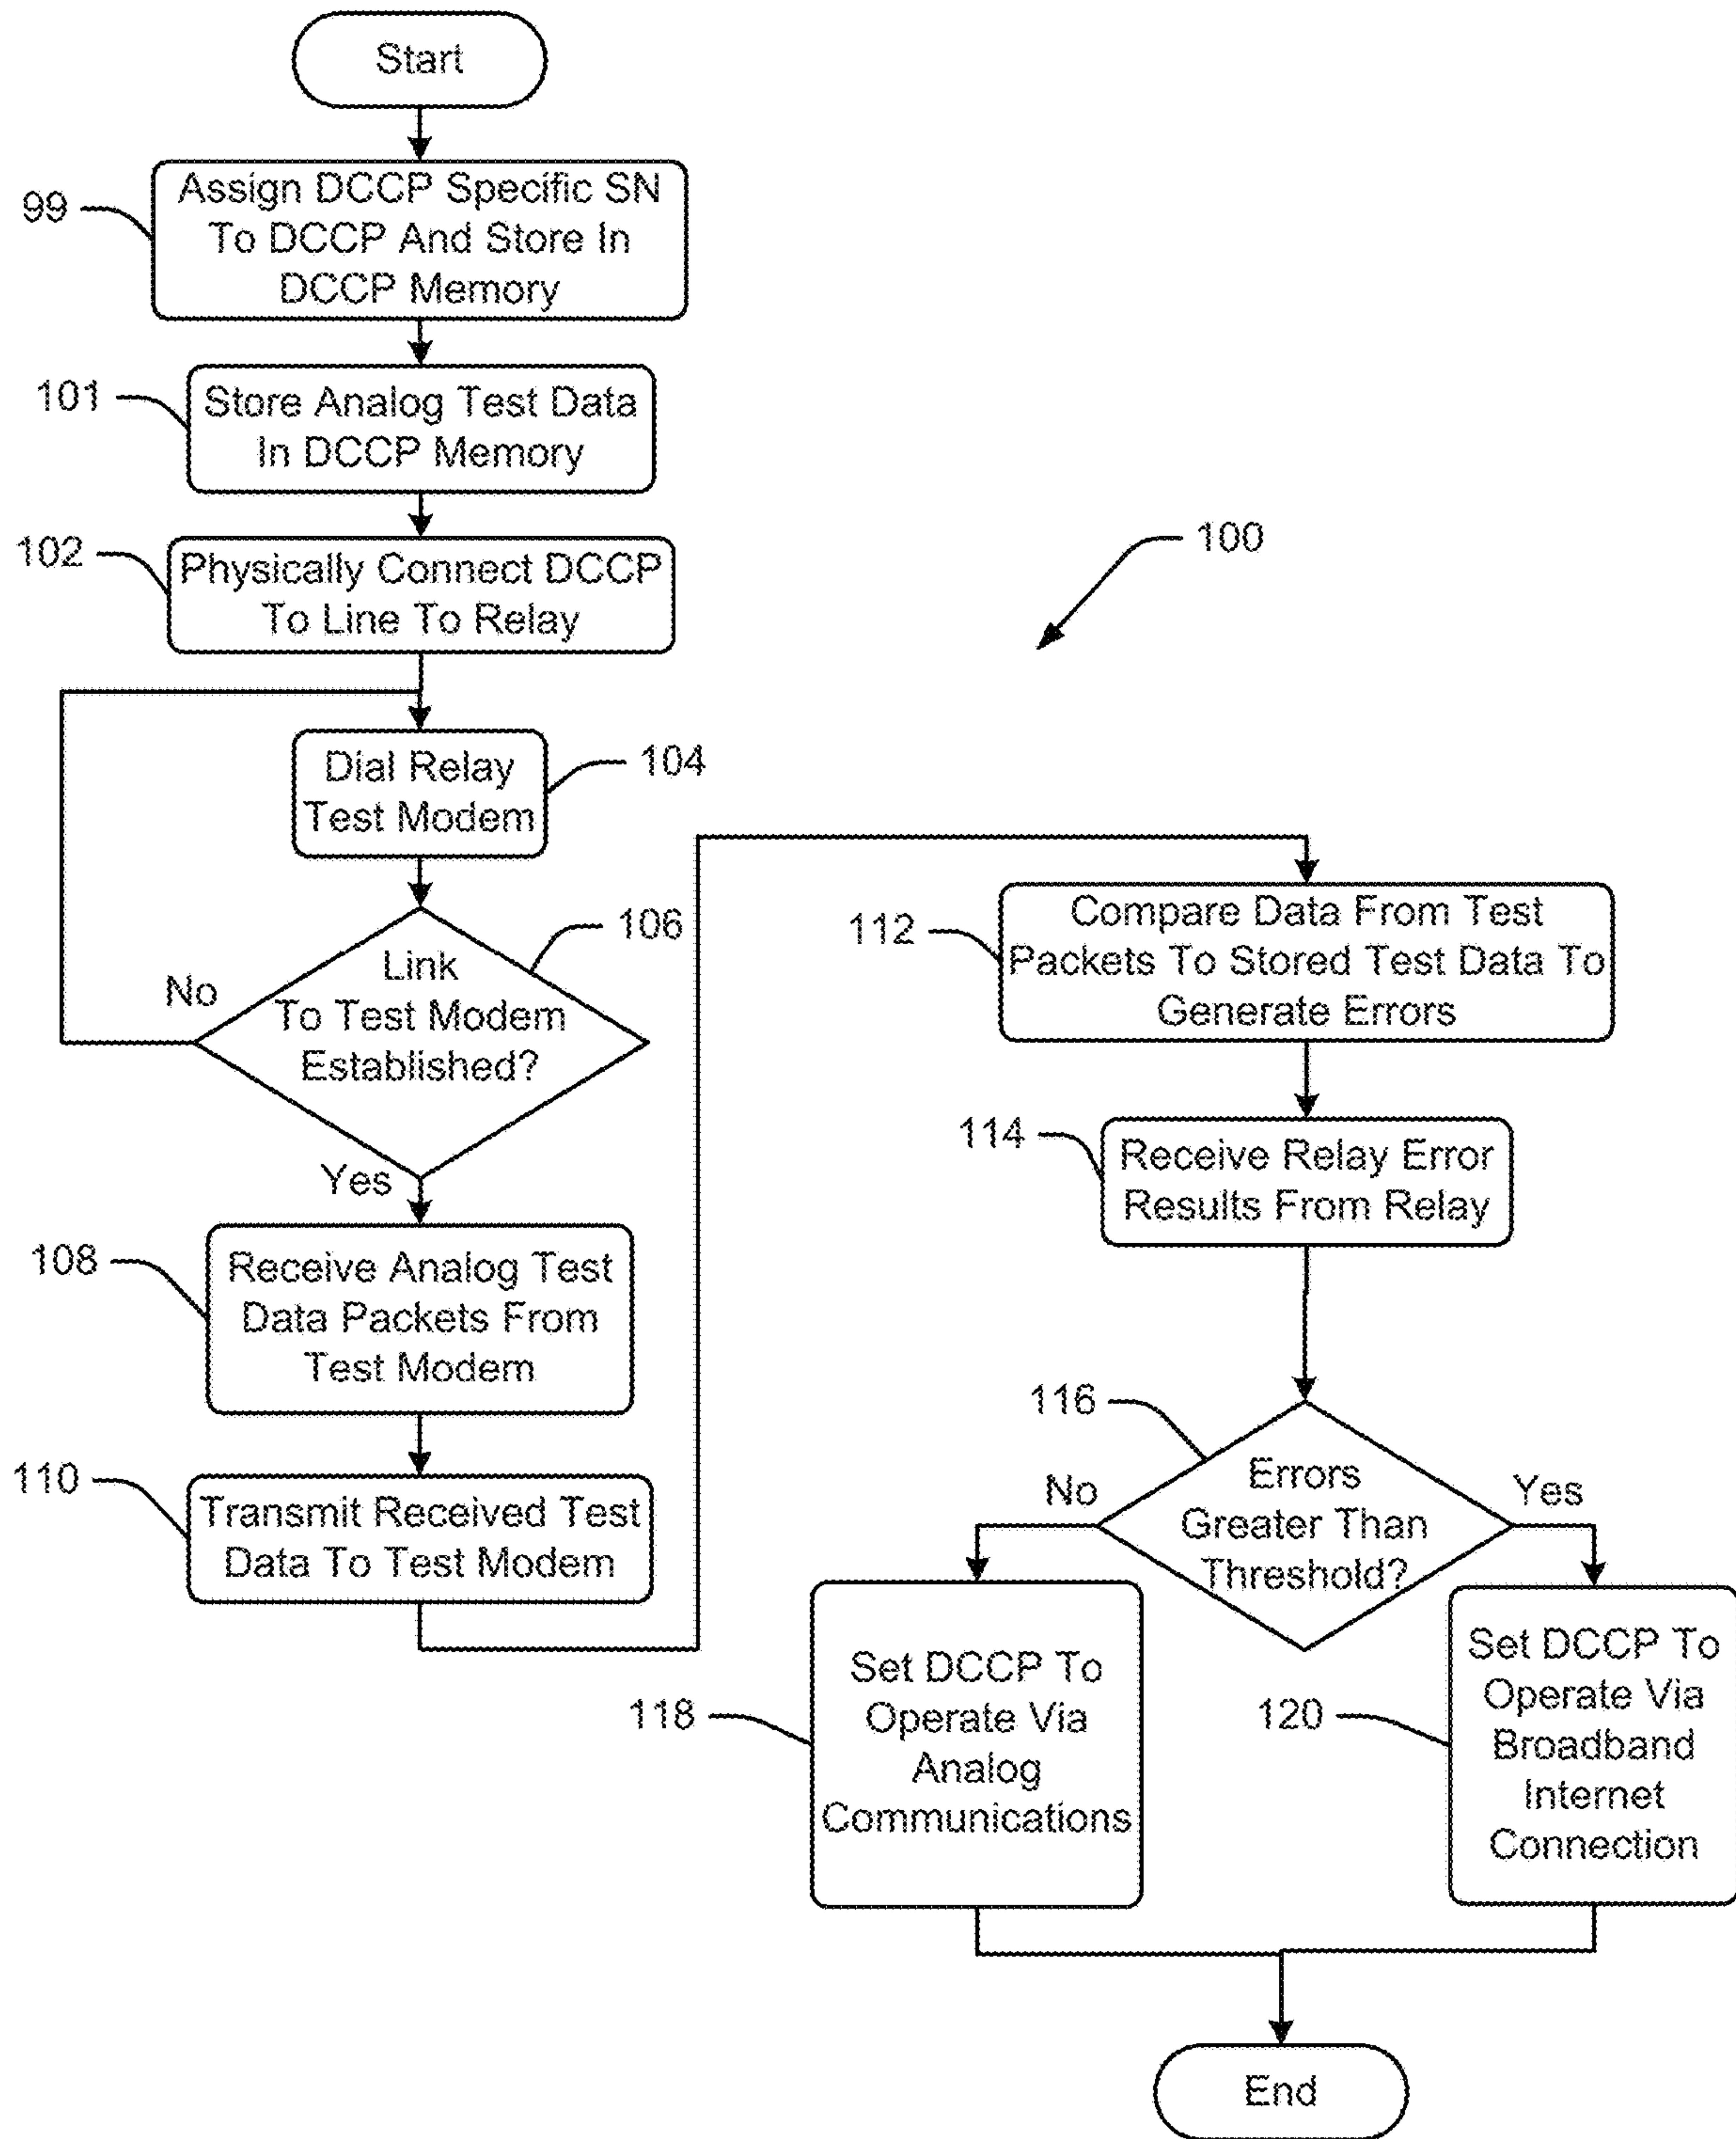 Start
99
Assign DCCP Specific SN
To DCCP And Store In
DCCP Memory
101
Store Analog Test Data
In DCCP Memory
102
Physically Connect DCCP
To Line To Relay
100
Dial Relay
Test Modem
104
106
Link
To Test Modem
Established?
No
Yes
108
Receive Analog Test
Data Packets From
Test Modem
110
Transmit Received Test
Data To Test Modem
112
Compare Data From Test
Packets To Stored Test Data To
Generate Errors
114
Receive Relay Error
Results From Relay
116
Errors
Greater Than
Threshold?
No
Yes
118
Set DCCP To
Operate Via
Analog
Communications
120
Set DCCP To
Operate Via
Broadband
Internet
Connection
End